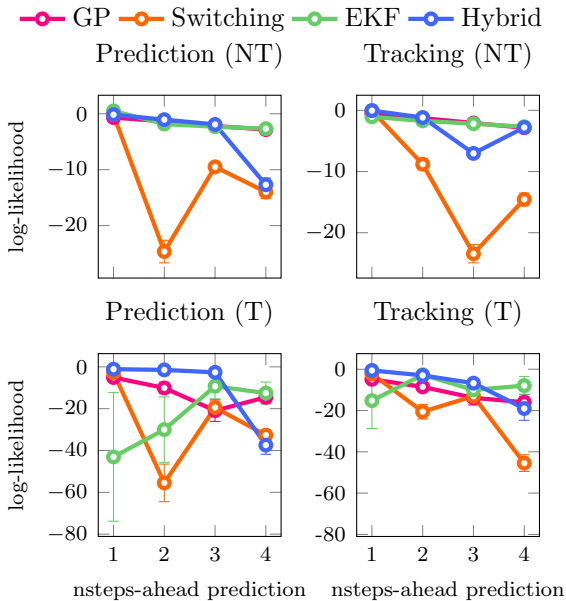 GP Switching EKF Hybrid
Prediction (NT) Tracking (NT)
log-likelihood
0
−10
−20
0
−10
−20
Prediction (T) Tracking (T)
log-likelihood
0
−20
−40
−60
−80
1 2 3 4
nsteps-ahead prediction
0
-20
-40
-60
-80
1 2 3 4
nsteps-ahead prediction